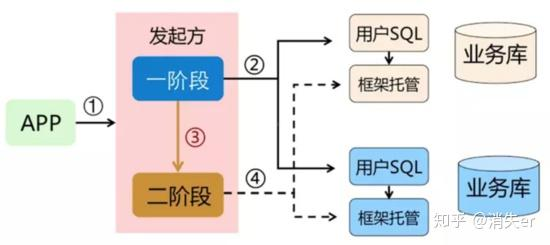 发起方
APP
①
一阶段
②
③
二阶段
④
用户SQL
框架托管
业务库
用户SQL
框架托管
业务库
知乎 @消失er